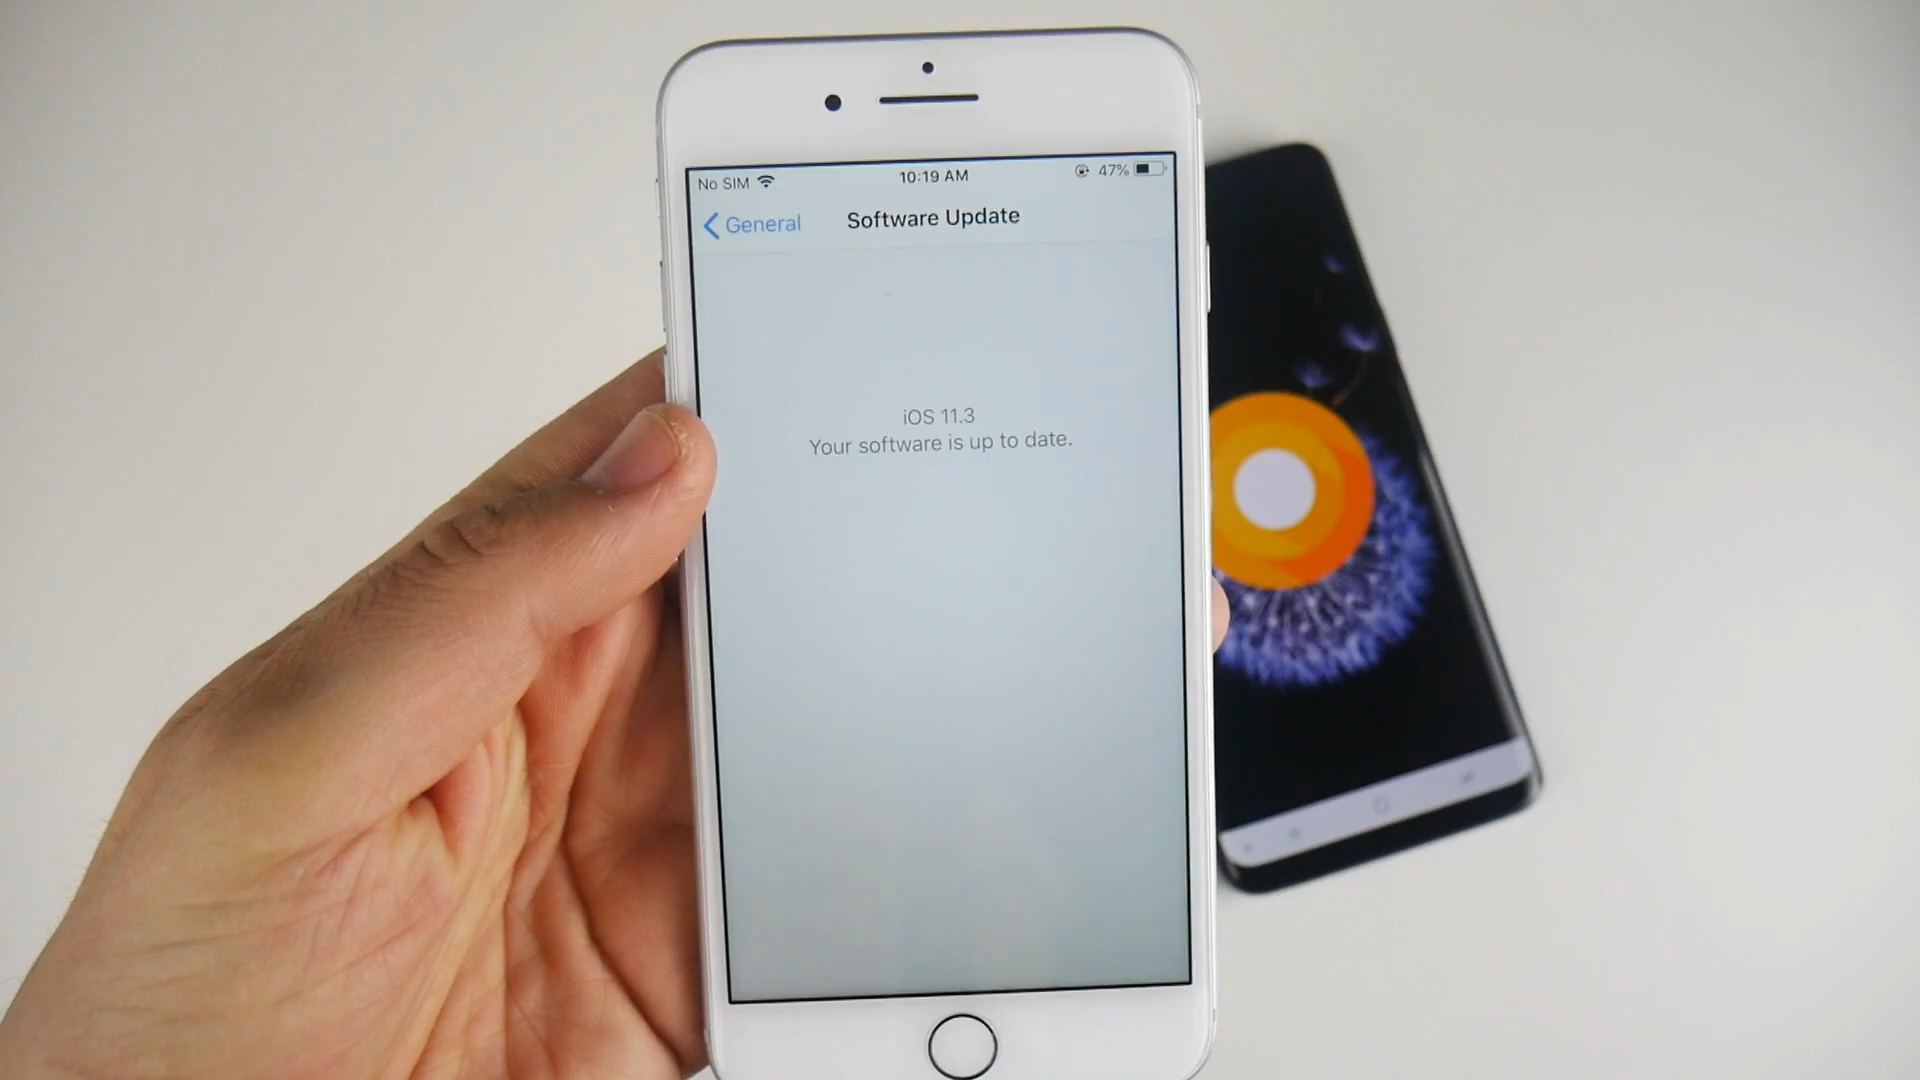 No SIM 10:19 AM 47%
General Software Update
iOS 11.3
Your software is up to date.